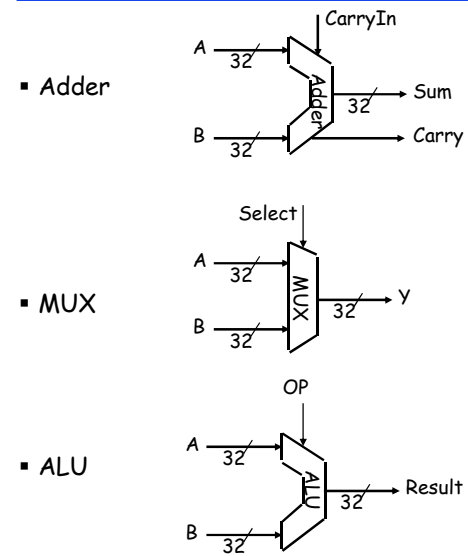 CarryIn
A
32
▪ Adder
Adder
32
Sum
B
32
Carry
Select
A
32
▪ MUX
MUX
32
Y
B
32
OP
A
32
▪ ALU
ALU
32
Result
B
32